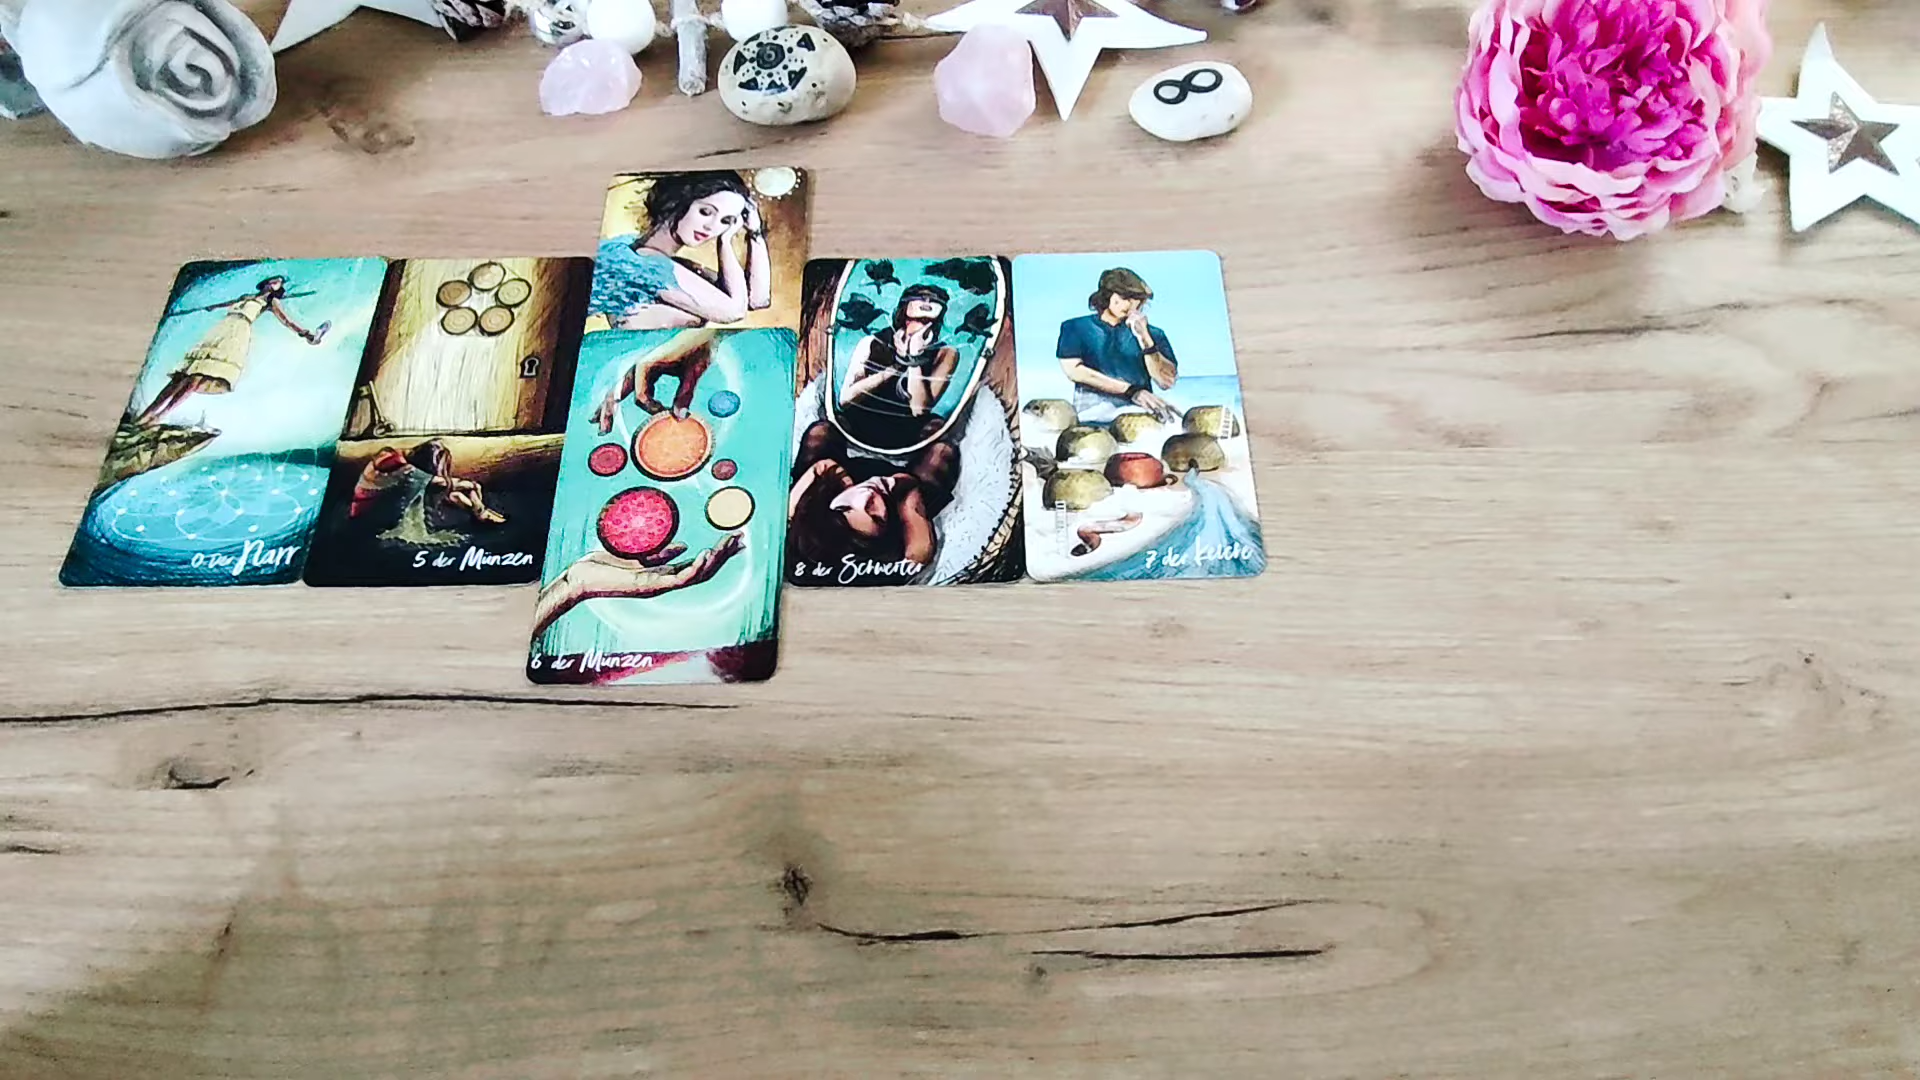 0 Der Narr
5 der Münzen
6 der Münzen
8 der Schwerter
7 der Kelche